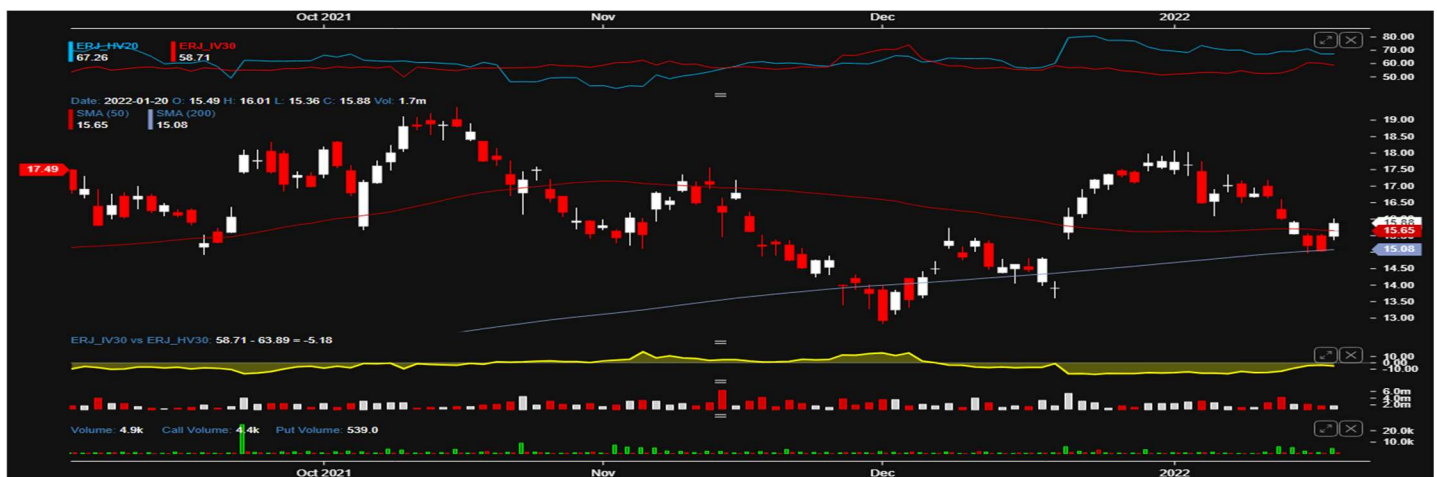 Oct 2021 Nov Dec 2022
ERJ_HV20 ERJ_IV30
67.26 58.71
80.00
70.00
60.00
50.00
Date: 2022-01-20 O: 15.49 H: 16.01 L: 15.36 C: 15.88 Vol: 1.7m
SMA (50) SMA (200)
15.65 15.08
19.00
18.50
18.00
17.50
17.49
17.00
16.50
15.88
15.65
15.08
14.50
14.00
13.50
13.00
ERJ_IV30 vs ERJ_HV30: 58.71 - 63.89 = -5.18
10.00
0.00
-10.00
6.0m
4.0m
2.0m
Volume: 4.9k Call Volume: 4.4k Put Volume: 539.0
20.0k
10.0k
Oct 2021 Nov Dec 2022